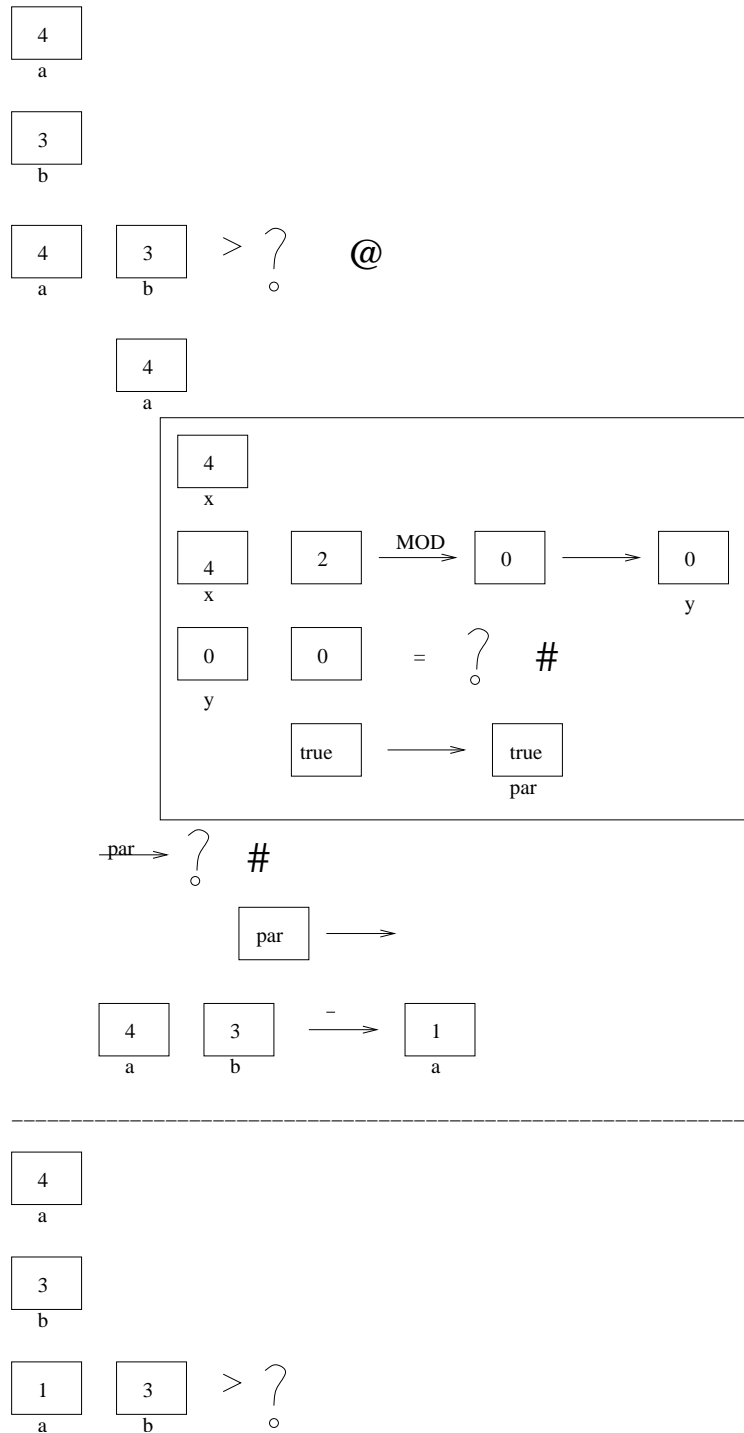 4
a
3
b
4 3 > ? @
a b
4
a
4
x
4 2 MOD 0 0
x y
0 0 = ? #
y
true true
par
par ? #
par
4 3 - 1
a b a
4
a
3
b
1 3 > ?
a b